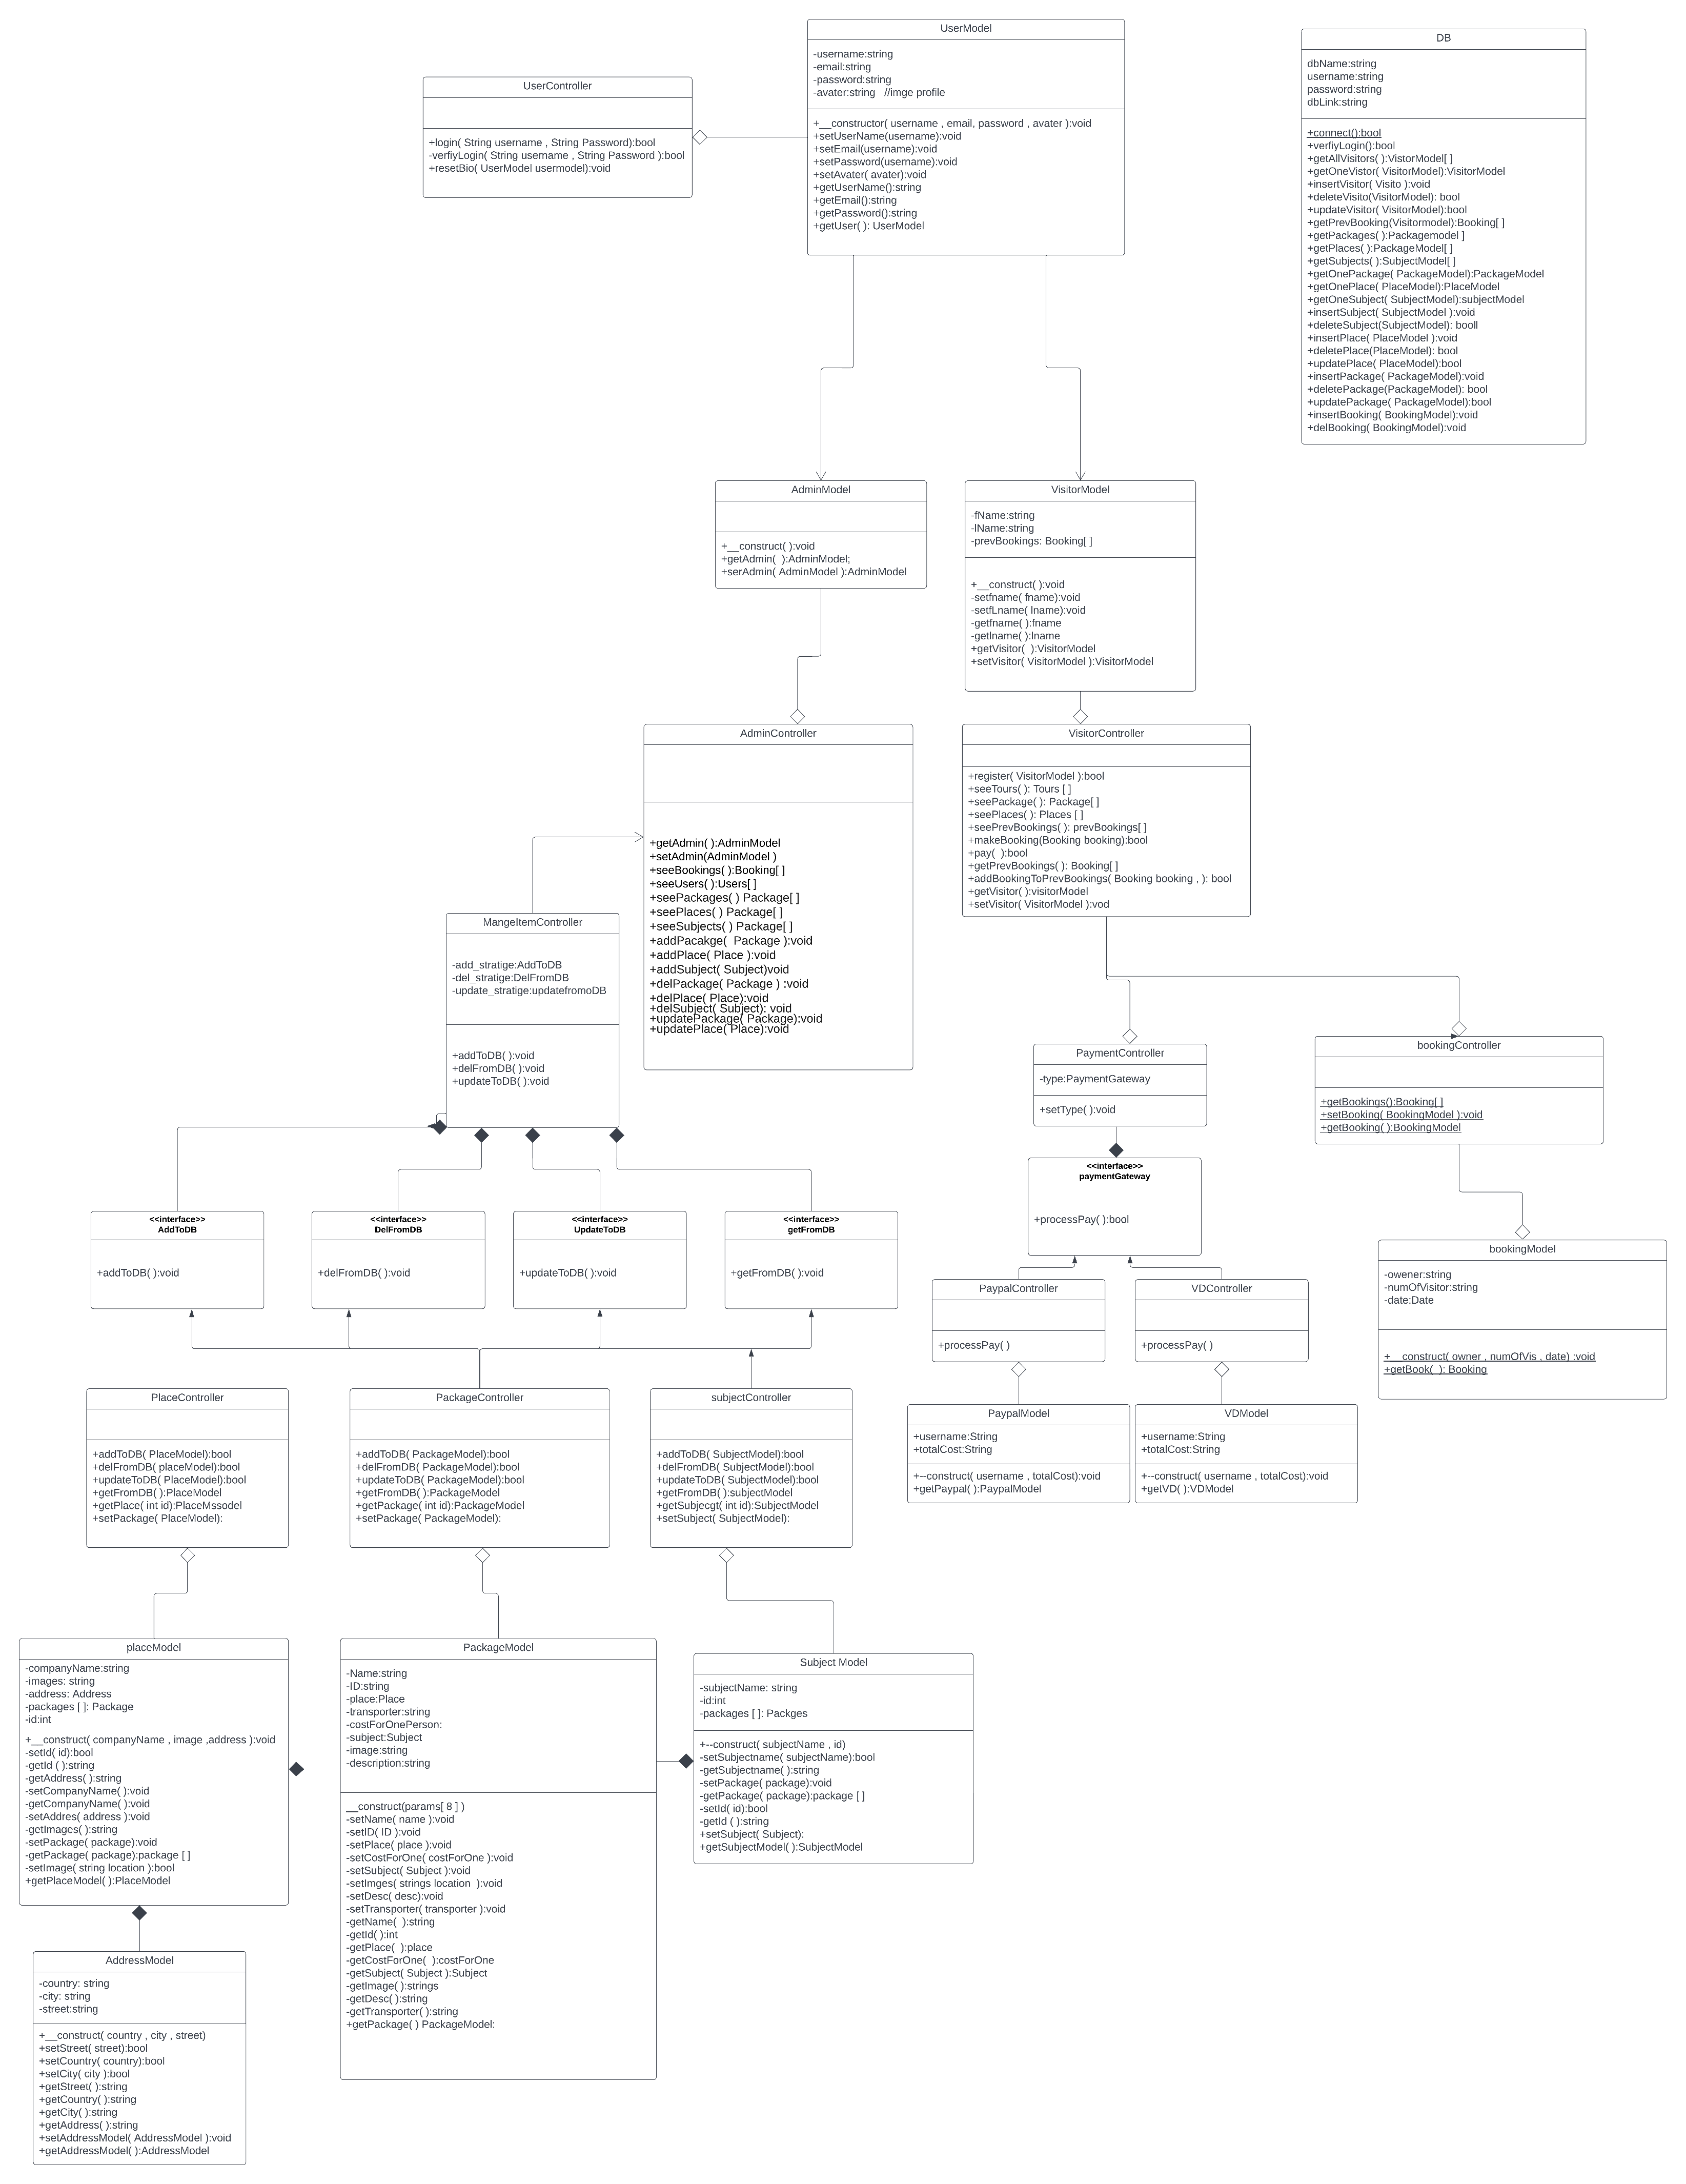 UserModel
-username:string
-email:string
-password:string
-avater:string   //imge profile
+__constructor( username , email, password , avater ):void
+setUserName(username):void
+setEmail(username):void
+setPassword(username):void
+setAvater( avater):void
+getUserName():string
+getEmail():string
+getPassword():string
+getUser( ): UserModel
DB
dbName:string
username:string
password:string
dbLink:string
+connect():bool
+verfiyLogin():bool
+getAllVisitors( ):VistorModel[ ]
+getOneVistor( VisitorModel):VisitorModel
+insertVisitor( Visito ):void
+deleteVisito(VisitorModel): bool
+updateVisitor( VisitorModel):bool
+getPrevBooking(Visitormodel):Booking[ ]
+getPackages( ):Packagemodel ]
+getPlaces( ):PackageModel[ ]
+getSubjects( ):SubjectModel[ ]
+getOnePackage( PackageModel):PackageModel
+getOnePlace( PlaceModel):PlaceModel
+getOneSubject( SubjectModel):subjectModel
+insertSubject( SubjectModel ):void
+deleteSubject(SubjectModel): booll
+insertPlace( PlaceModel ):void
+deletePlace(PlaceModel): bool
+updatePlace( PlaceModel):bool
+insertPackage( PackageModel):void
+deletePackage(PackageModel): bool
+updatePackage( PackageModel):bool
+insertBooking( BookingModel):void
+delBooking( BookingModel):void
UserController
+login( String username , String Password):bool
-verfiyLogin( String username , String Password ):bool
+resetBio( UserModel usermodel):void
AdminModel
+__construct( ):void
+getAdmin(  ):AdminModel;
+serAdmin( AdminModel ):AdminModel
VisitorModel
-fName:string
-lName:string
-prevBookings: Booking[ ]
+__construct( ):void
-setfname( fname):void
-setfLname( lname):void
-getfname( ):fname
-getlname( ):lname
+getVisitor(  ):VisitorModel
+setVisitor( VisitorModel ):VisitorModel
AdminController
+getAdmin( ):AdminModel
+setAdmin(AdminModel )
+seeBookings( ):Booking[ ]
+seeUsers( ):Users[ ]
+seePackages( ) Package[ ]
+seePlaces( ) Package[ ]
+seeSubjects( ) Package[ ]
+addPacakge(  Package ):void
+addPlace( Place ):void
+addSubject( Subject)void
+delPackage( Package ) :void
+delPlace( Place):void
+delSubject( Subject): void
+updatePackage( Package):void
+updatePlace( Place):void
VisitorController
+register( VisitorModel ):bool
+seeTours( ): Tours [ ]
+seePackage( ): Package[ ]
+seePlaces( ): Places [ ]
+seePrevBookings( ): prevBookings[ ]
+makeBooking(Booking booking):bool
+pay(  ):bool
+getPrevBookings( ): Booking[ ]
+addBookingToPrevBookings( Booking booking , ): bool
+getVisitor( ):visitorModel
+setVisitor( VisitorModel ):vod
MangeItemController
-add_stratige:AddToDB
-del_stratige:DelFromDB
-update_stratige:updatefromoDB
+addToDB( ):void
+delFromDB( ):void
+updateToDB( ):void
PaymentController
-type:PaymentGateway
+setType( ):void
bookingController
+getBookings():Booking[ ]
+setBooking( BookingModel ):void
+getBooking( ):BookingModel
<<interface>>
paymentGateway
+processPay( ):bool
<<interface>>
AddToDB
+addToDB( ):void
<<interface>>
DelFromDB
+delFromDB( ):void
<<interface>>
UpdateToDB
+updateToDB( ):void
<<interface>>
getFromDB
+getFromDB( ):void
bookingModel
-owener:string
-numOfVisitor:string
-date:Date
+__construct( owner , numOfVis , date) :void
+getBook(  ): Booking
PaypalController
+processPay( )
VDController
+processPay( )
PlaceController
+addToDB( PlaceModel):bool
+delFromDB( placeModel):bool
+updateToDB( PlaceModel):bool
+getFromDB( ):PlaceModel
+getPlace( int id):PlaceMssodel
+setPackage( PlaceModel):
PackageController
+addToDB( PackageModel):bool
+delFromDB( PackageModel):bool
+updateToDB( PackageModel):bool
+getFromDB( ):PackageModel
+getPackage( int id):PackageModel
+setPackage( PackageModel):
subjectController
+addToDB( SubjectModel):bool
+delFromDB( SubjectModel):bool
+updateToDB( SubjectModel):bool
+getFromDB( ):subjectModel
+getSubjecgt( int id):SubjectModel
+setSubject( SubjectModel):
PaypalModel
+username:String
+totalCost:String
+--construct( username , totalCost):void
+getPaypal( ):PaypalModel
VDModel
+username:String
+totalCost:String
+--construct( username , totalCost):void
+getVD( ):VDModel
placeModel
-companyName:string
-images: string
-address: Address
-packages [ ]: Package
-id:int
+__construct( companyName , image ,address ):void
-setId( id):bool
-getId ( ):string
-getAddress( ):string
-setCompanyName( ):void
-getCompanyName( ):void
-setAddres( address ):void
-getImages( ):string
-setPackage( package):void
-getPackage( package):package [ ]
-setImage( string location ):bool
+getPlaceModel( ):PlaceModel
PackageModel
-Name:string
-ID:string
-place:Place
-transporter:string
-costForOnePerson:
-subject:Subject
-image:string
-description:string
__construct(params[ 8 ] )
-setName( name ):void
-setID( ID ):void
-setPlace( place ):void
-setCostForOne( costForOne ):void
-setSubject( Subject ):void
-setImges( strings location  ):void
-setDesc( desc):void
-setTransporter( transporter ):void
-getName(  ):string
-getId( ):int
-getPlace(  ):place
-getCostForOne(  ):costForOne
-getSubject( Subject ):Subject
-getImage( ):strings
-getDesc( ):string
-getTransporter( ):string
+getPackage( ) PackageModel:
Subject Model
-subjectName: string
-id:int
-packages [ ]: Packges
+--construct( subjectName , id)
-setSubjectname( subjectName):bool
-getSubjectname( ):string
-setPackage( package):void
-getPackage( package):package [ ]
-setId( id):bool
-getId ( ):string
+setSubject( Subject):
+getSubjectModel( ):SubjectModel
AddressModel
-country: string
-city: string
-street:string
+__construct( country , city , street)
+setStreet( street):bool
+setCountry( country):bool
+setCity( city ):bool
+getStreet( ):string
+getCountry( ):string
+getCity( ):string
+getAddress( ):string
+setAddressModel( AddressModel ):void
+getAddressModel( ):AddressModel